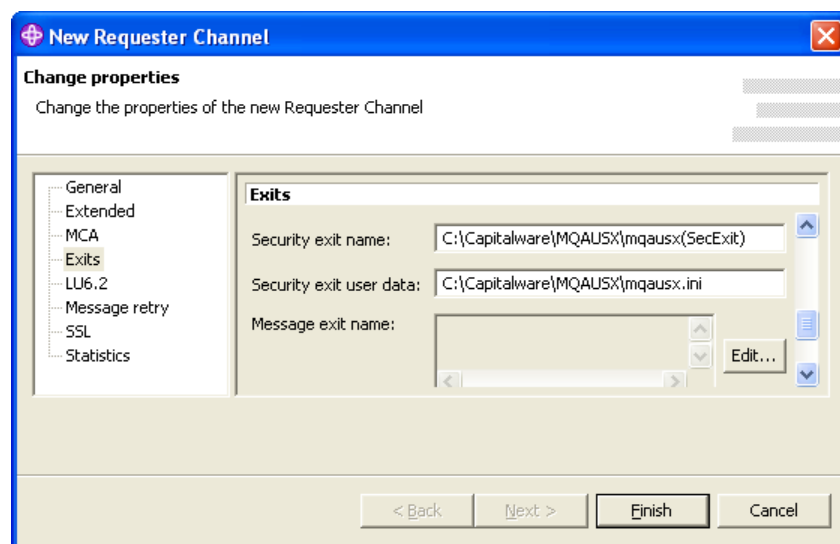 New Requester Channel
Change properties
Change the properties of the new Requester Channel
General
Extended
MCA
Exits
LU6.2
Message retry
SSL
Statistics
Exits
Security exit name: C:\Capitalware\MQAUSX\mqausx(SecExit)
Security exit user data: C:\Capitalware\MQAUSX\mqausx.ini
Message exit name:
Edit...
< Back Next > Finish Cancel